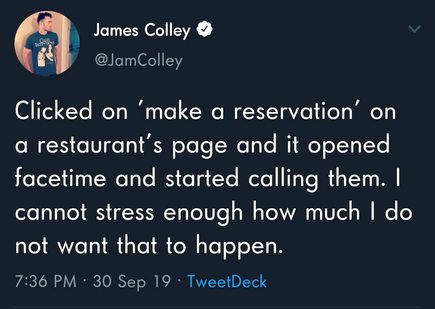 James Colley
@JamColley
Clicked on ‘make a reservation’ on
a restaurant’s page and it opened
facetime and started calling them. I
cannot stress enough how much I do
not want that to happen.
7:36 PM · 30 Sep 19 · TweetDeck